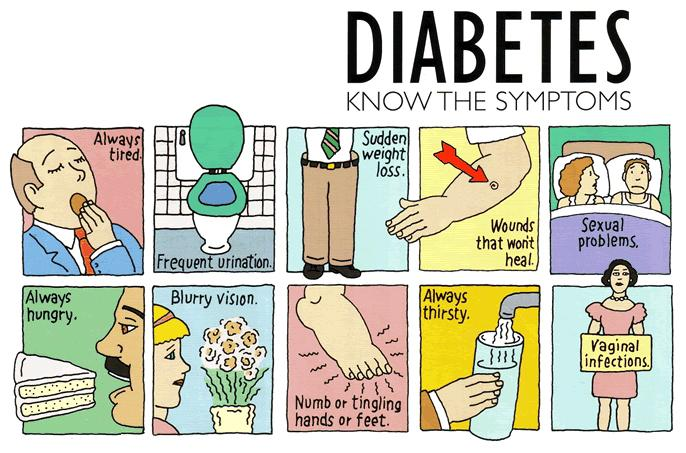 DIABETES
KNOW THE SYMPTOMS
Always
tired.
Frequent urination.
Sudden
weight
loss.
Wounds
that won't
heal.
Sexual
problems.
Always
hungry.
Blurry vision.
Numb or tingling
hands or feet.
Always
thirsty.
Vaginal
infections.